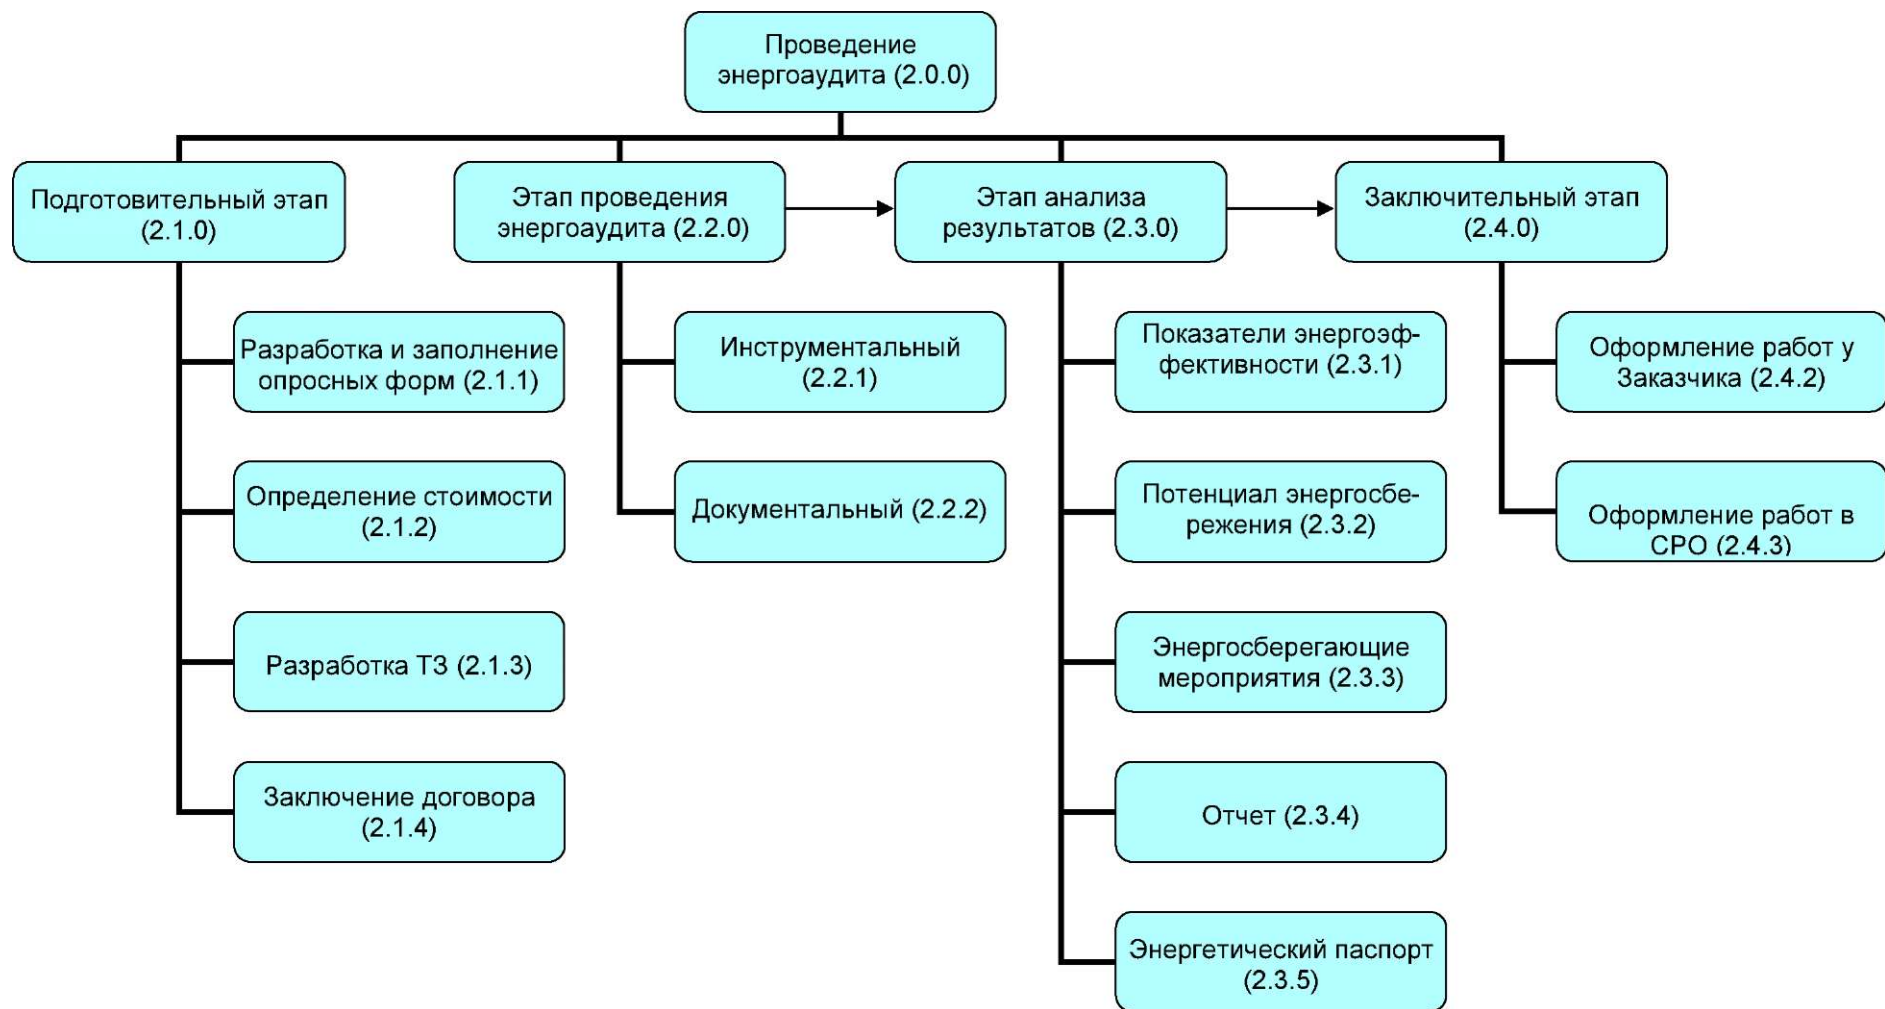 Проведение
энергоаудита (2.0.0)
Подготовительный этап
(2.1.0)
Этап проведения
энергоаудита (2.2.0)
Этап анализа
результатов (2.3.0)
Заключительный этап
(2.4.0)
Разработка и заполнение
опросных форм (2.1.1)
Определение стоимости
(2.1.2)
Разработка ТЗ (2.1.3)
Заключение договора
(2.1.4)
Инструментальный
(2.2.1)
Документальный (2.2.2)
Показатели энергоэф-
фективности (2.3.1)
Потенциал энергосбе-
режения (2.3.2)
Энергосберегающие
мероприятия (2.3.3)
Отчет (2.3.4)
Энергетический паспорт
(2.3.5)
Оформление работ у
Заказчика (2.4.2)
Оформление работ в
СРО (2.4.3)